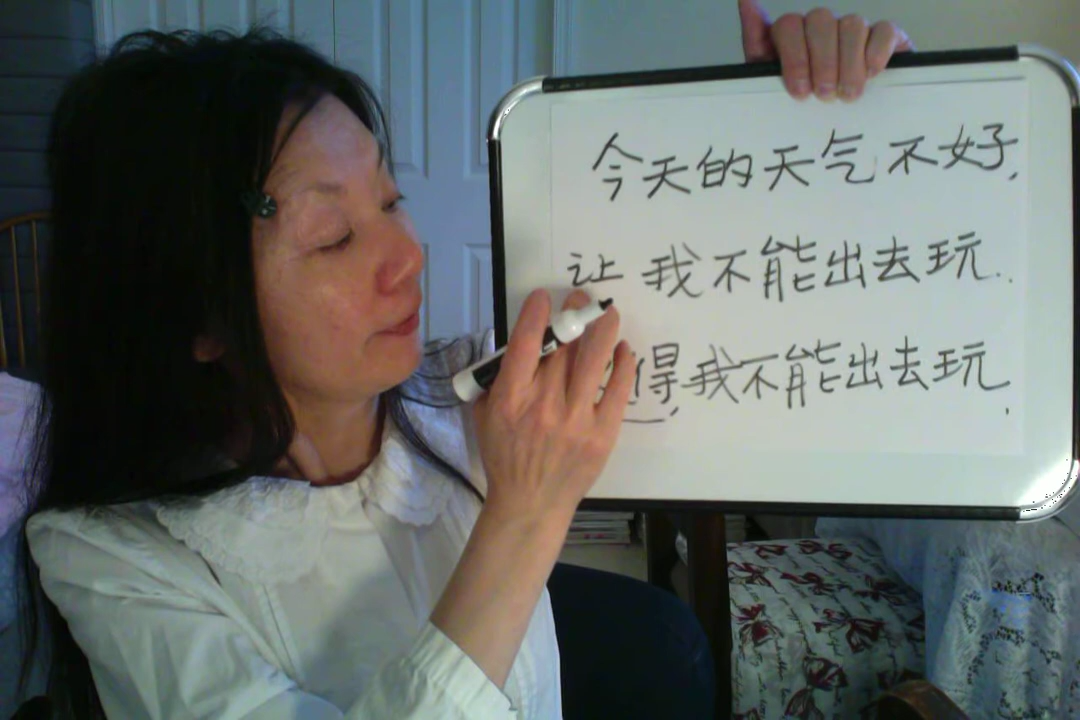 今天的天气不好,
让我不能出去玩.
得我不能出去玩.